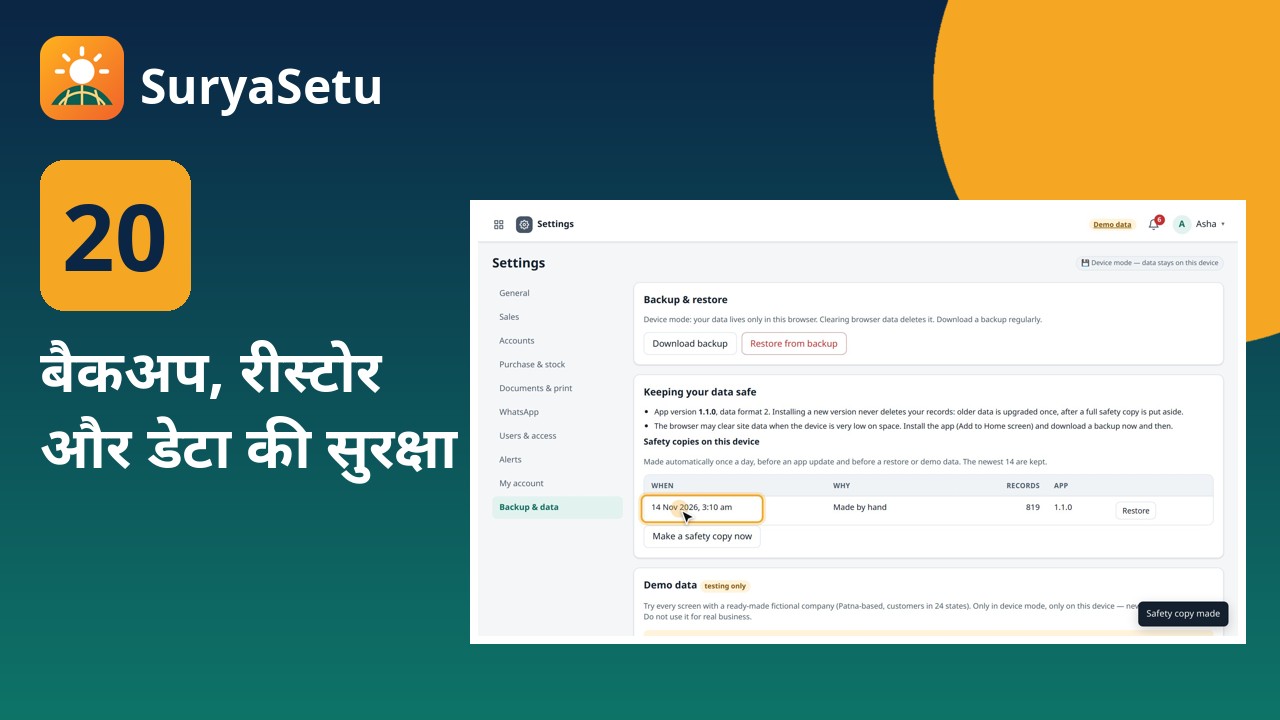 SuryaSetu
20
बैकअप, रीस्टोर
और डेटा की सुरक्षा
Settings
Demo data
6
A
Asha
Settings
💾 Device mode — data stays on this device
General
Sales
Accounts
Purchase & stock
Documents & print
WhatsApp
Users & access
Alerts
My account
Backup & data
Backup & restore
Device mode: your data lives only in this browser. Clearing browser data deletes it. Download a backup regularly.
Download backup
Restore from backup
Keeping your data safe
• App version 1.1.0, data format 2. Installing a new version never deletes your records: older data is upgraded once, after a full safety copy is put aside.
• The browser may clear site data when the device is very low on space. Install the app (Add to Home screen) and download a backup now and then.
Safety copies on this device
Made automatically once a day, before an app update and before a restore or demo data. The newest 14 are kept.
WHEN WHY RECORDS APP
14 Nov 2026, 3:10 am Made by hand 819 1.1.0 Restore
Make a safety copy now
Demo data testing only
Try every screen with a ready-made fictional company (Patna-based, customers in 24 states). Only in device mode, only on this device —
Do not use it for real business.
Safety copy made